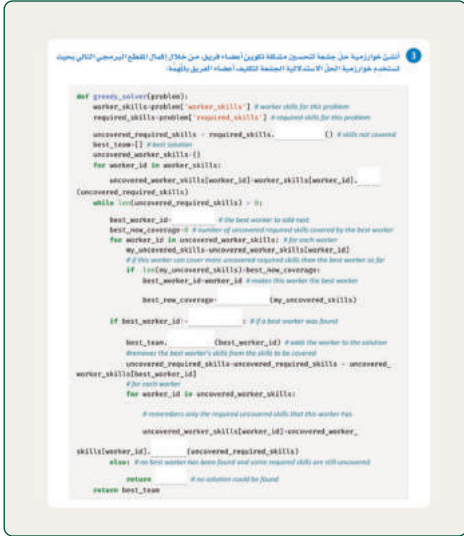 3 أنشئ خوارزمية حل جشعة لتحسين مشكلة تكوين أعضاء فريق، من خلال إكمال المقطع البرمجي التالي بحيث
تستخدم خوارزمية الحل الاستدلالية الجشعة لتكليف أعضاء الفريق بالمهمة:
def greedy_solver(problem):
worker_skills=problem['worker_skills'] # worker skills for this problem
required_skills=problem['required_skills'] # required skills for this problem
uncovered_required_skills = required_skills. () # skills not covered
best_team=[] # best solution
uncovered_worker_skills={}
for worker_id in worker_skills:
uncovered_worker_skills[worker_id]=worker_skills[worker_id].
(uncovered_required_skills)
while len(uncovered_required_skills) > 0:
best_worker_id= # the best worker to add next
best_new_coverage=0 # number of uncovered required skills covered by the best worker
for worker_id in uncovered_worker_skills: # for each worker
my_uncovered_skills=uncovered_worker_skills[worker_id]
# if this worker can cover more uncovered required skills than the best worker so far
if len(my_uncovered_skills)>best_new_coverage:
best_worker_id=worker_id # makes this worker the best worker
best_new_coverage= (my_uncovered_skills)
if best_worker_id!= : # if a best worker was found
best_team. (best_worker_id) # adds the worker to the solution
#removes the best worker's skills from the skills to be covered
uncovered_required_skills=uncovered_required_skills - uncovered_
worker_skills[best_worker_id]
# for each worker
for worker_id in uncovered_worker_skills:
# remembers only the required uncovered skills that this worker has
uncovered_worker_skills[worker_id]=uncovered_worker_
skills[worker_id]. (uncovered_required_skills)
else: # no best worker has been found and some required skills are still uncovered
return # no solution could be found
return best_team